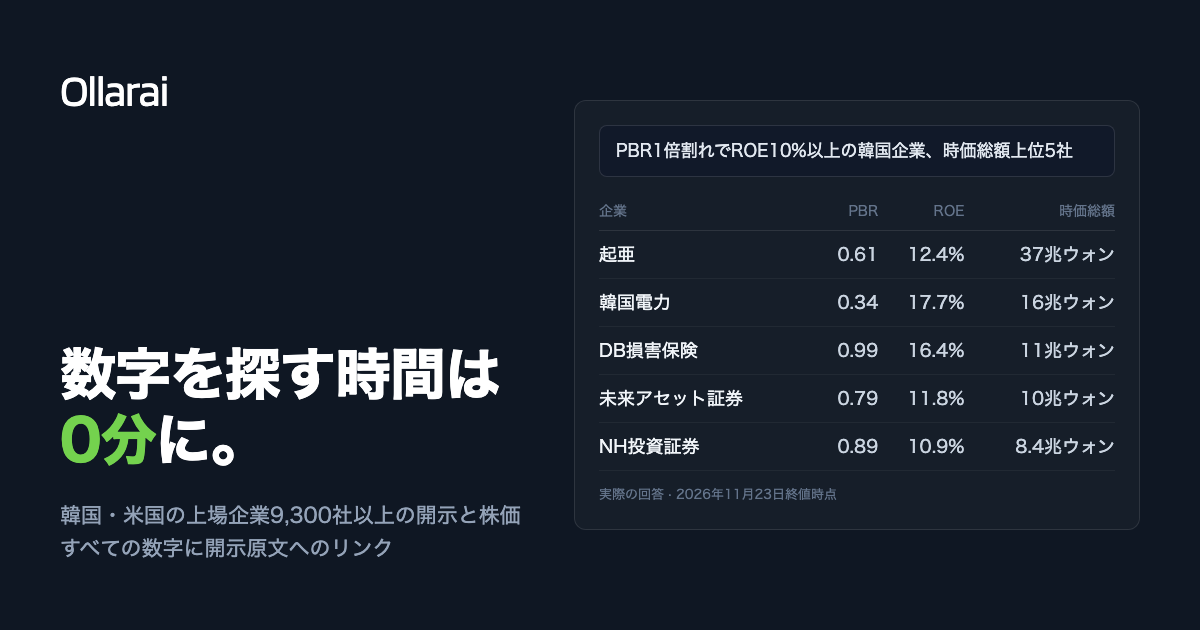 Ollarai
数字を探す時間は
0分に。
韓国・米国の上場企業9,300社以上の開示と株価
すべての数字に開示原文へのリンク
PBR1倍割れでROE10%以上の韓国企業、時価総額上位5社
企業 PBR ROE 時価総額
起亜 0.61 12.4% 37兆ウォン
韓国電力 0.34 17.7% 16兆ウォン
DB損害保険 0.99 16.4% 11兆ウォン
未来アセット証券 0.79 11.8% 10兆ウォン
NH投資証券 0.89 10.9% 8.4兆ウォン
実際の回答 · 2026年11月23日終値時点